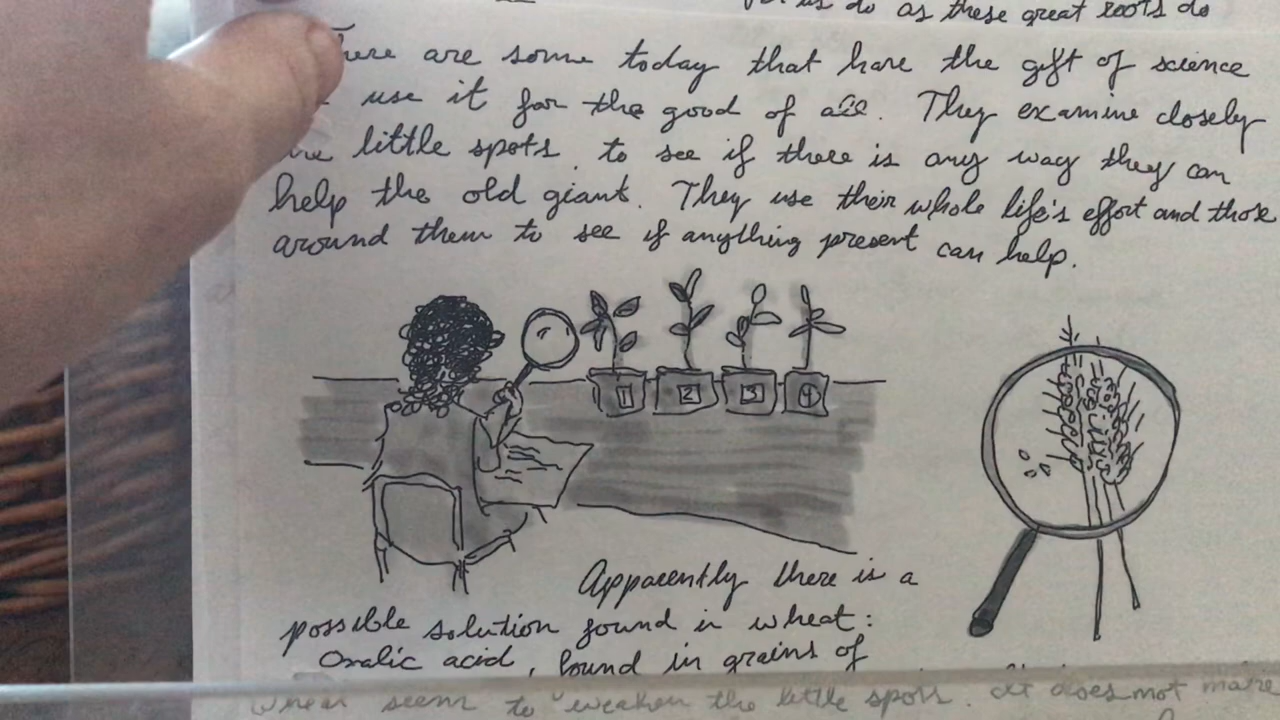 us do as these great roots do
There are some today that have the gift of science
use it for the good of all. They examine closely
the little spots, to see if there is any way they can
help the old giant. They use their whole life's effort and those
around them to see if anything present can help.
1 2 3 4
Apparently there is a
possible solution found in wheat:
Oxalic acid, found in grains of
wheat seem to weaken the little spots. It does not make